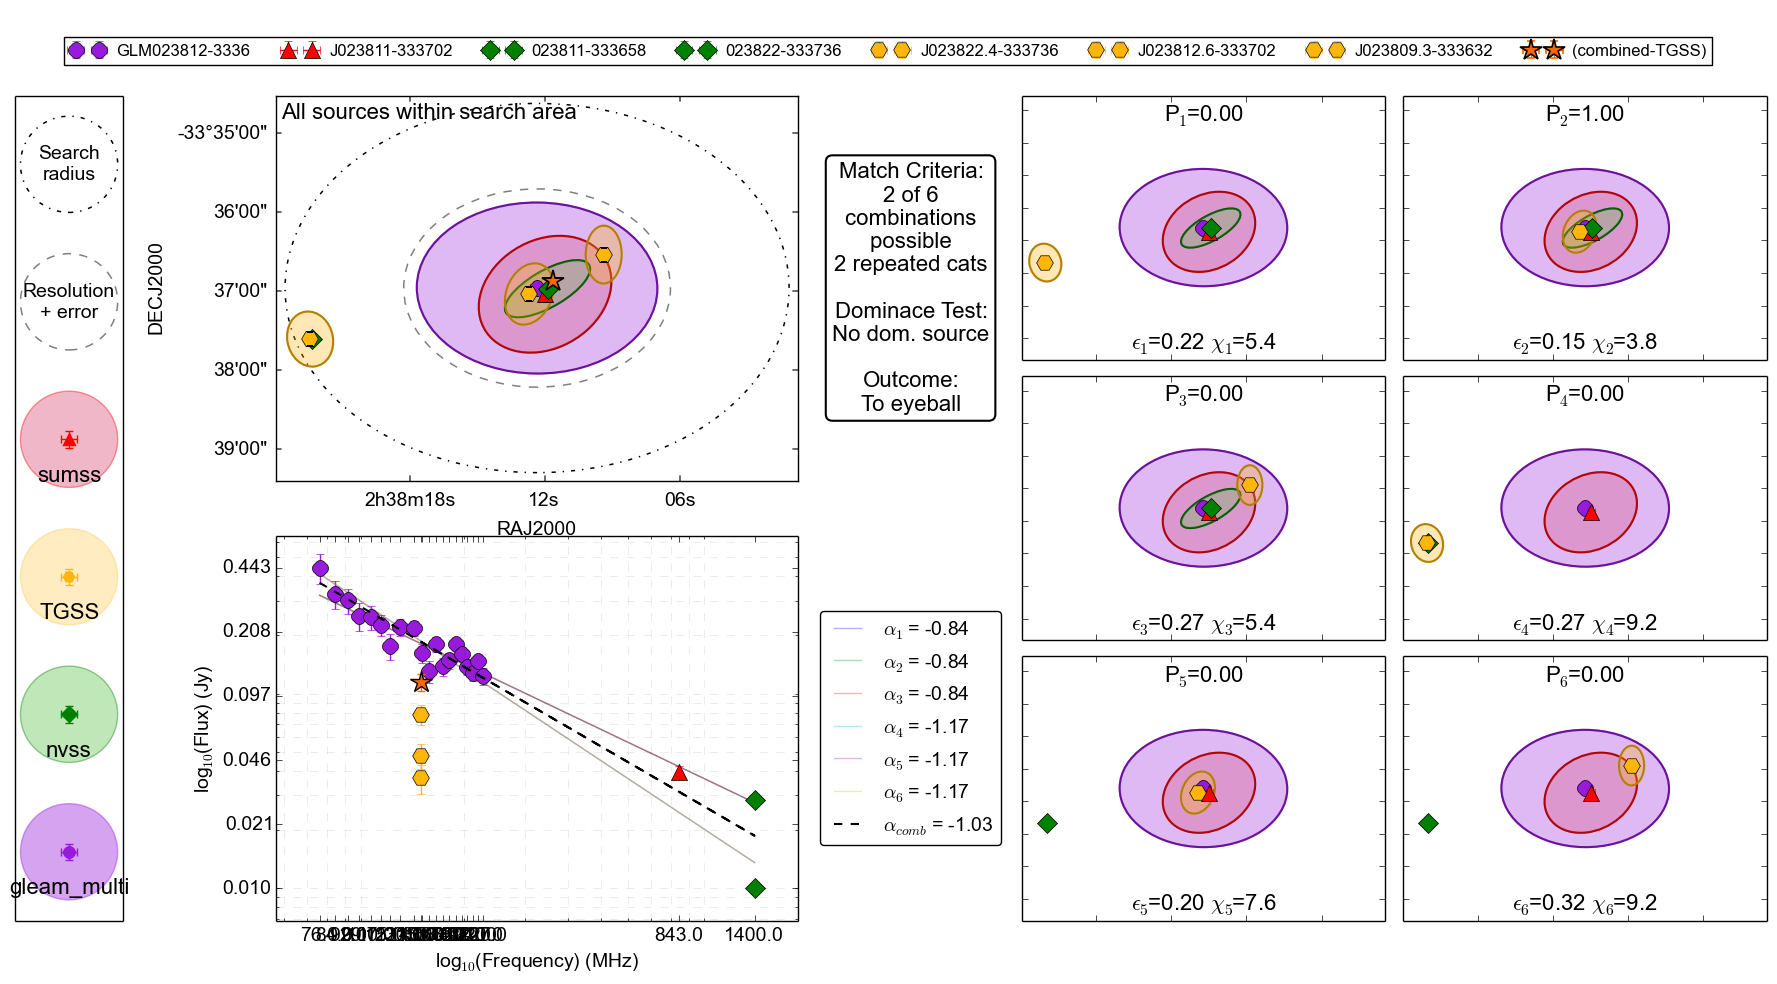 GLM023812-3336 J023811-333702 023811-333658 023822-333736 J023822.4-333736 J023812.6-333702 J023809.3-333632 (combined-TGSS)
Search
radius
Resolution
+ error
sumss
TGSS
nvss
gleam_multi
All sources within search area
-33°35'00"
36'00"
37'00"
38'00"
39'00"
DECJ2000
2h38m18s 12s 06s
RAJ2000
Match Criteria:
2 of 6
combinations
possible
2 repeated cats
Dominace Test:
No dom. source
Outcome:
To eyeball
0.443
0.208
0.097
0.046
0.021
0.010
log10(Flux) (Jy)
843.0 1400.0
log10(Frequency) (MHz)
α1 = -0.84
α2 = -0.84
α3 = -0.84
α4 = -1.17
α5 = -1.17
α6 = -1.17
αcomb = -1.03
P1=0.00
ϵ1=0.22 χ1=5.4
P2=1.00
ϵ2=0.15 χ2=3.8
P3=0.00
ϵ3=0.27 χ3=5.4
P4=0.00
ϵ4=0.27 χ4=9.2
P5=0.00
ϵ5=0.20 χ5=7.6
P6=0.00
ϵ6=0.32 χ6=9.2